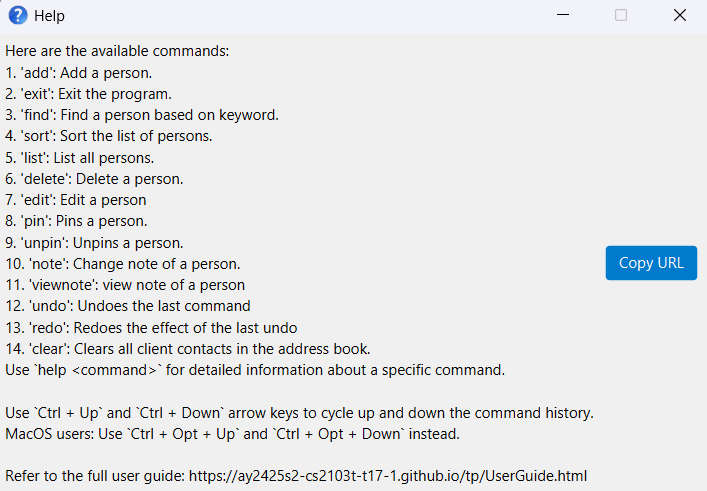 Help
Here are the available commands:
1. 'add': Add a person.
2. 'exit': Exit the program.
3. 'find': Find a person based on keyword.
4. 'sort': Sort the list of persons.
5. 'list': List all persons.
6. 'delete': Delete a person.
7. 'edit': Edit a person
8. 'pin': Pins a person.
9. 'unpin': Unpins a person.
10. 'note': Change note of a person.
11. 'viewnote': view note of a person
12. 'undo': Undoes the last command
13. 'redo': Redoes the effect of the last undo
14. 'clear': Clears all client contacts in the address book.
Use `help <command>` for detailed information about a specific command.
Use `Ctrl + Up` and `Ctrl + Down` arrow keys to cycle up and down the command history.
MacOS users: Use `Ctrl + Opt + Up` and `Ctrl + Opt + Down` instead.
Refer to the full user guide: https://ay2425s2-cs2103t-t17-1.github.io/tp/UserGuide.html
Copy URL